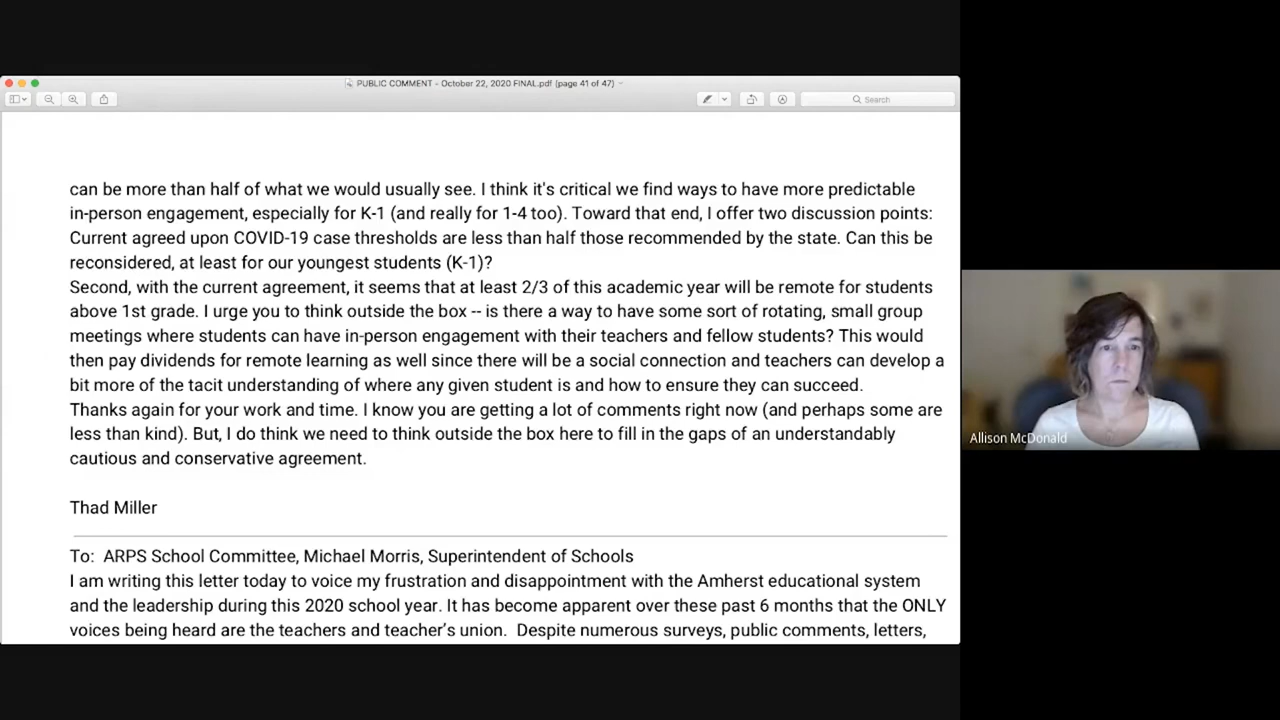 PUBLIC COMMENT - October 22, 2020 FINAL.pdf (page 41 of 47)
Search
can be more than half of what we would usually see. I think it's critical we find ways to have more predictable
in-person engagement, especially for K-1 (and really for 1-4 too). Toward that end, I offer two discussion points:
Current agreed upon COVID-19 case thresholds are less than half those recommended by the state. Can this be
reconsidered, at least for our youngest students (K-1)?
Second, with the current agreement, it seems that at least 2/3 of this academic year will be remote for students
above 1st grade. I urge you to think outside the box -- is there a way to have some sort of rotating, small group
meetings where students can have in-person engagement with their teachers and fellow students? This would
then pay dividends for remote learning as well since there will be a social connection and teachers can develop a
bit more of the tacit understanding of where any given student is and how to ensure they can succeed.
Thanks again for your work and time. I know you are getting a lot of comments right now (and perhaps some are
less than kind). But, I do think we need to think outside the box here to fill in the gaps of an understandably
cautious and conservative agreement.
Thad Miller
To:  ARPS School Committee, Michael Morris, Superintendent of Schools
I am writing this letter today to voice my frustration and disappointment with the Amherst educational system
and the leadership during this 2020 school year. It has become apparent over these past 6 months that the ONLY
voices being heard are the teachers and teacher's union.  Despite numerous surveys, public comments, letters,
Allison McDonald